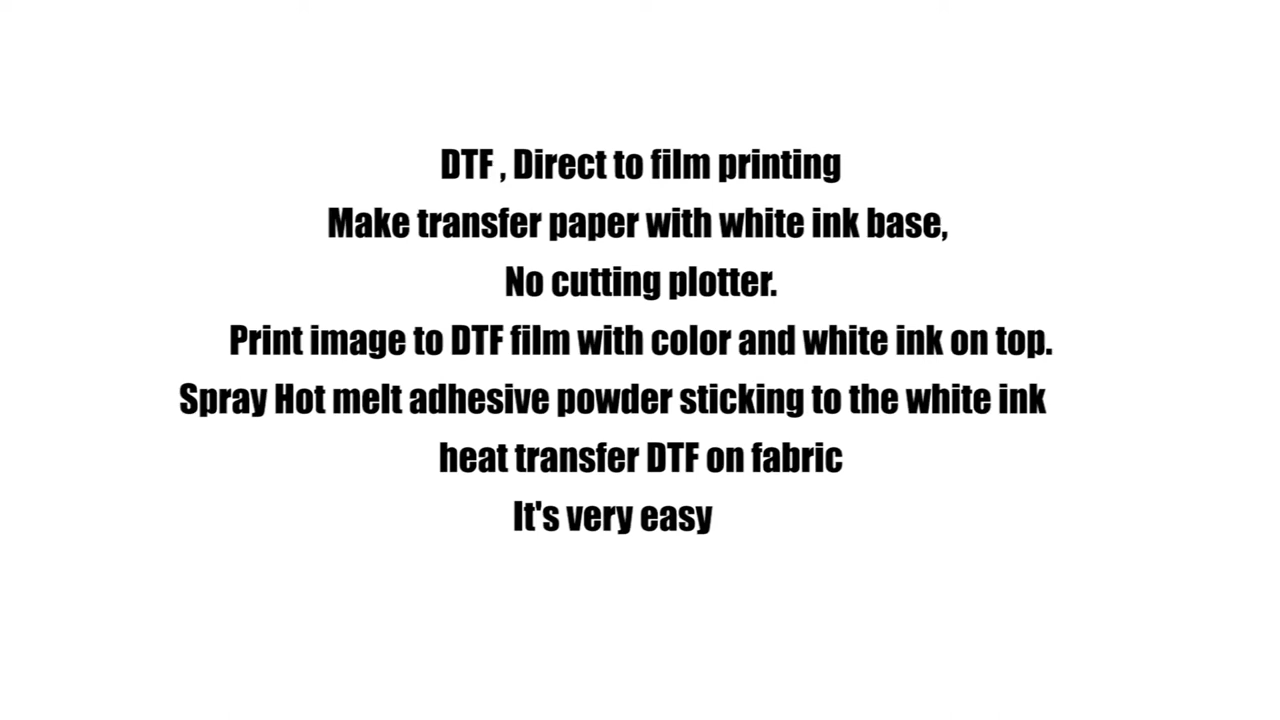 DTF , Direct to film printing
Make transfer paper with white ink base,
No cutting plotter.
Print image to DTF film with color and white ink on top.
Spray Hot melt adhesive powder sticking to the white ink
heat transfer DTF on fabric
It's very easy